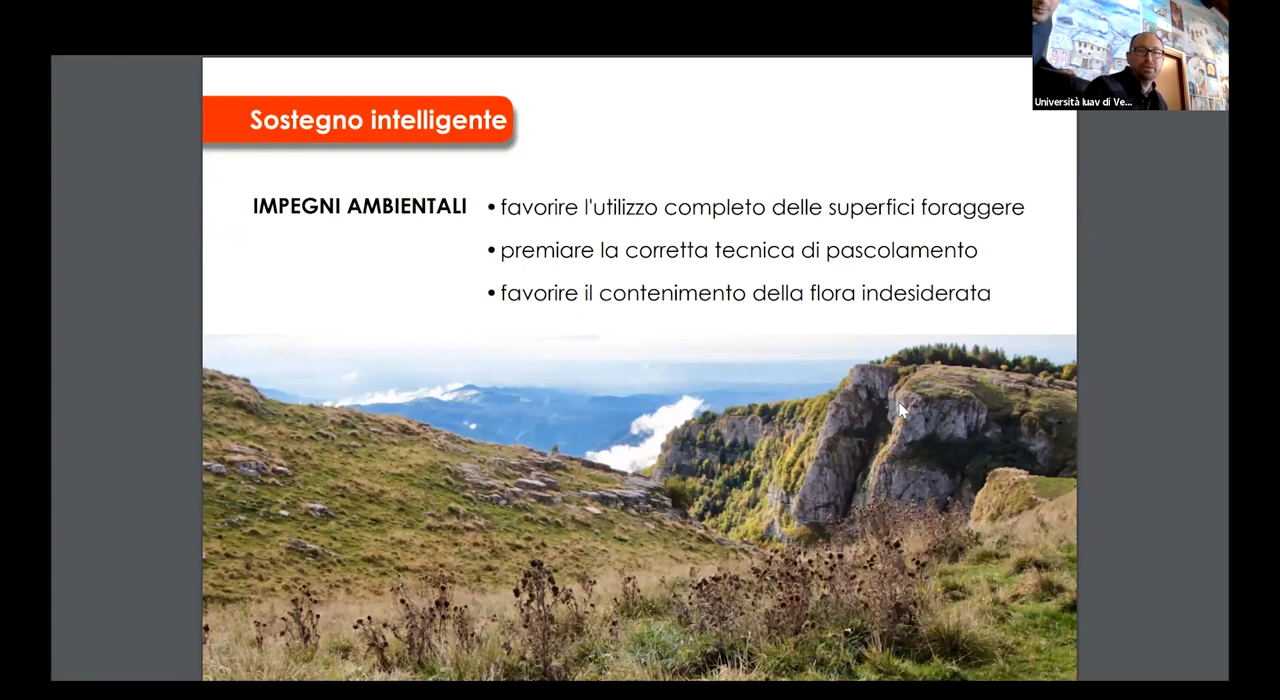 Università Iuav di Ve...
Sostegno intelligente
IMPEGNI AMBIENTALI
• favorire l'utilizzo completo delle superfici foraggere
• premiare la corretta tecnica di pascolamento
• favorire il contenimento della flora indesiderata